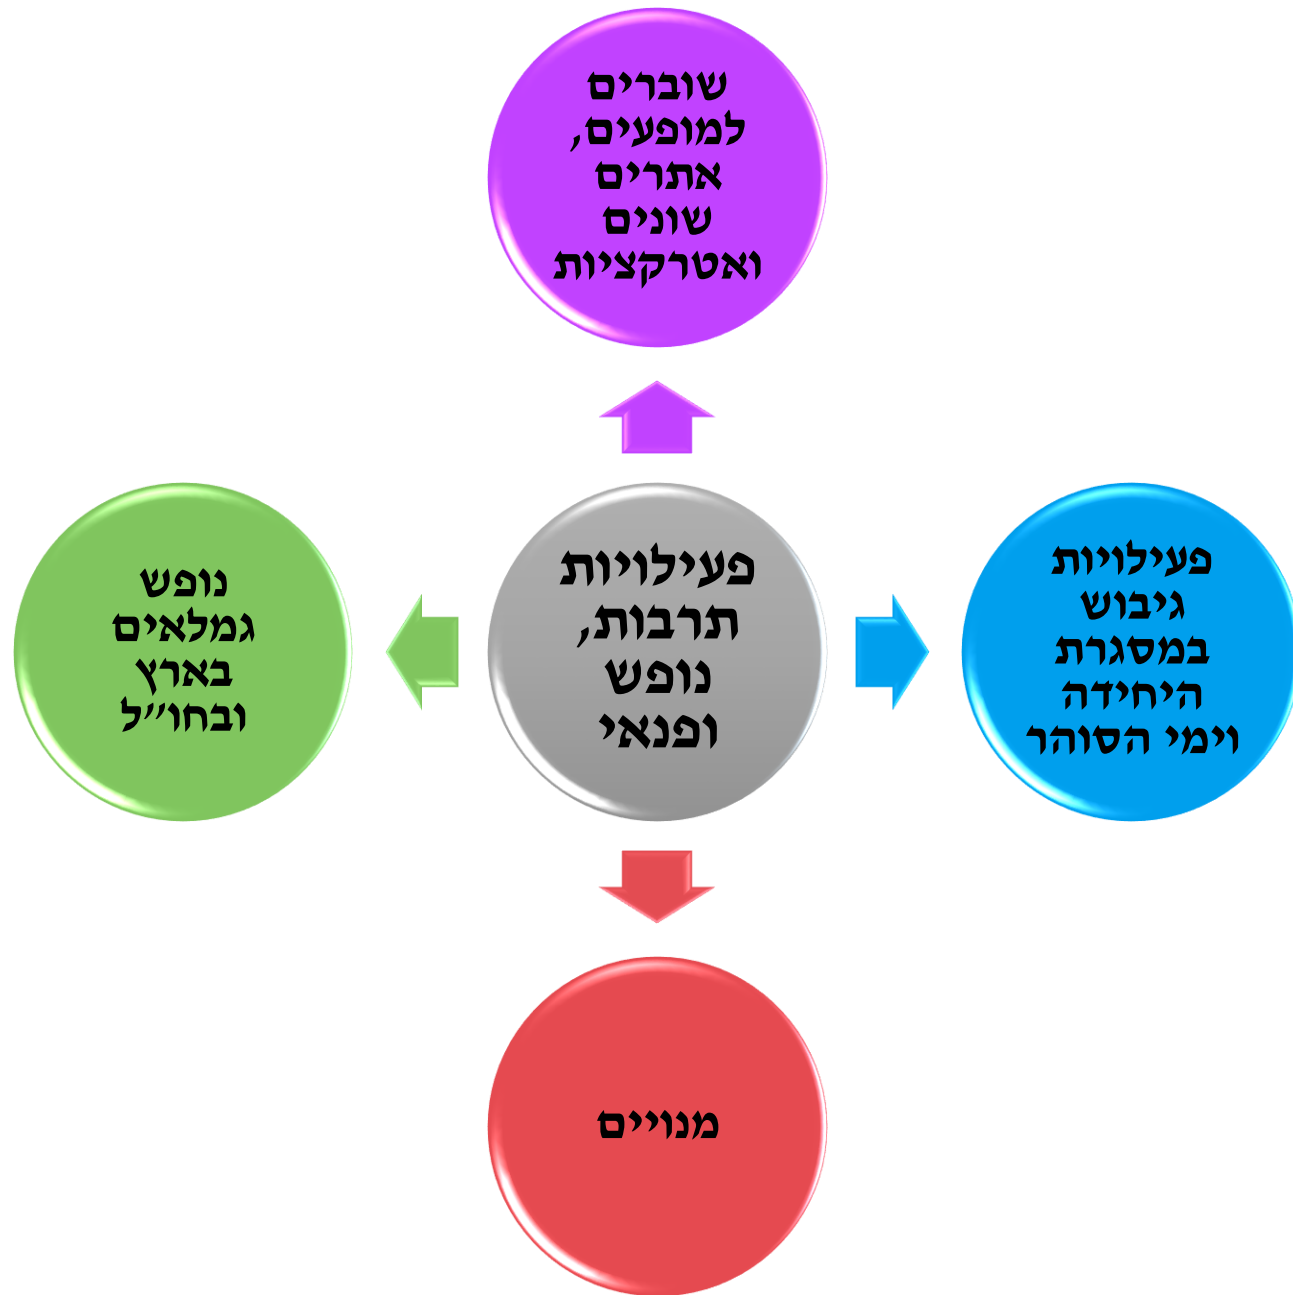 שוברים
למופעים,
אתרים
שונים
ואטרקציות
פעילויות
תרבות,
נופש
ופנאי
פעילויות
גיבוש
במסגרת
היחידה
וימי הסוהר
נופש
גמלאים
בארץ
ובחו״ל
מנויים